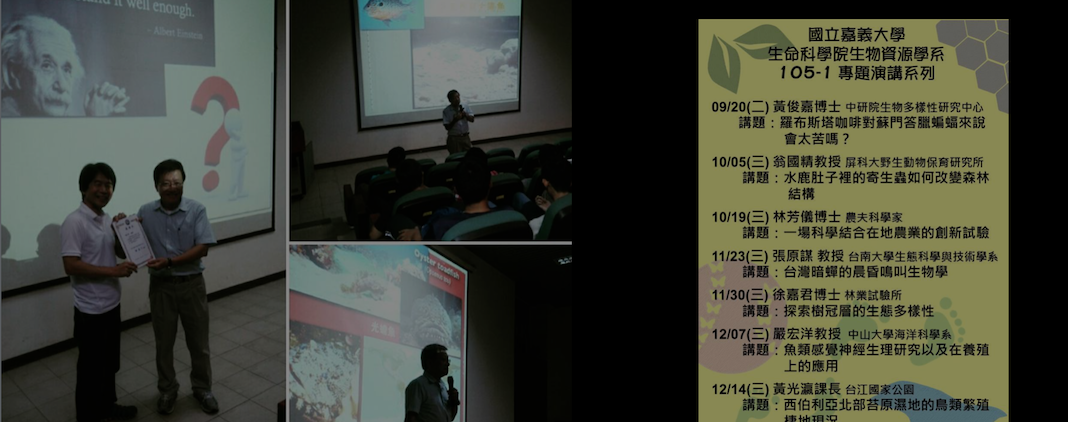 stand it well enough.
- Albert Einstein
?
Oyster toadfish
國立嘉義大學
生命科學院生物資源學系
105-1 專題演講系列
09/20(二) 黃俊嘉博士 中研院生物多樣性研究中心
講題：羅布斯塔咖啡對蘇門答臘蝙蝠來說
會太苦嗎？
10/05(三) 翁國精教授 屏科大野生動物保育研究所
講題：水鹿肚子裡的寄生蟲如何改變森林
結構
10/19(三) 林芳儀博士 農夫科學家
講題：一場科學結合在地農業的創新試驗
11/23(三) 張原謀 教授 台南大學生態科學與技術學系
講題：台灣暗蟬的晨昏鳴叫生物學
11/30(三) 徐嘉君博士 林業試驗所
講題：探索樹冠層的生態多樣性
12/07(三) 嚴宏洋教授 中山大學海洋科學系
講題：魚類感覺神經生理研究以及在養殖
上的應用
12/14(三) 黃光瀛課長 台江國家公園
講題：西伯利亞北部苔原濕地的鳥類繁殖
棲地現況